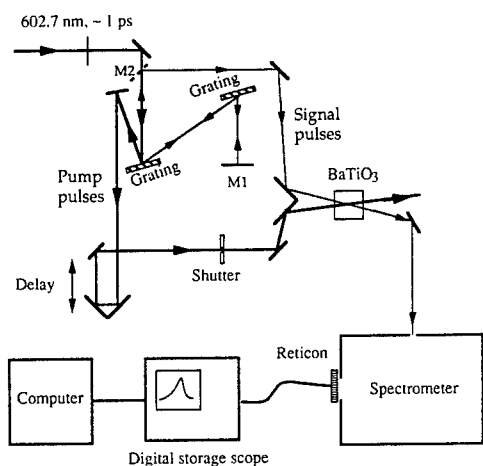 602.7 nm, ~ 1 ps
M2
Grating
Signal
pulses
Grating
M1
BaTiO3
Pump
pulses
Shutter
Delay
Reticon
Computer
Spectrometer
Digital storage scope